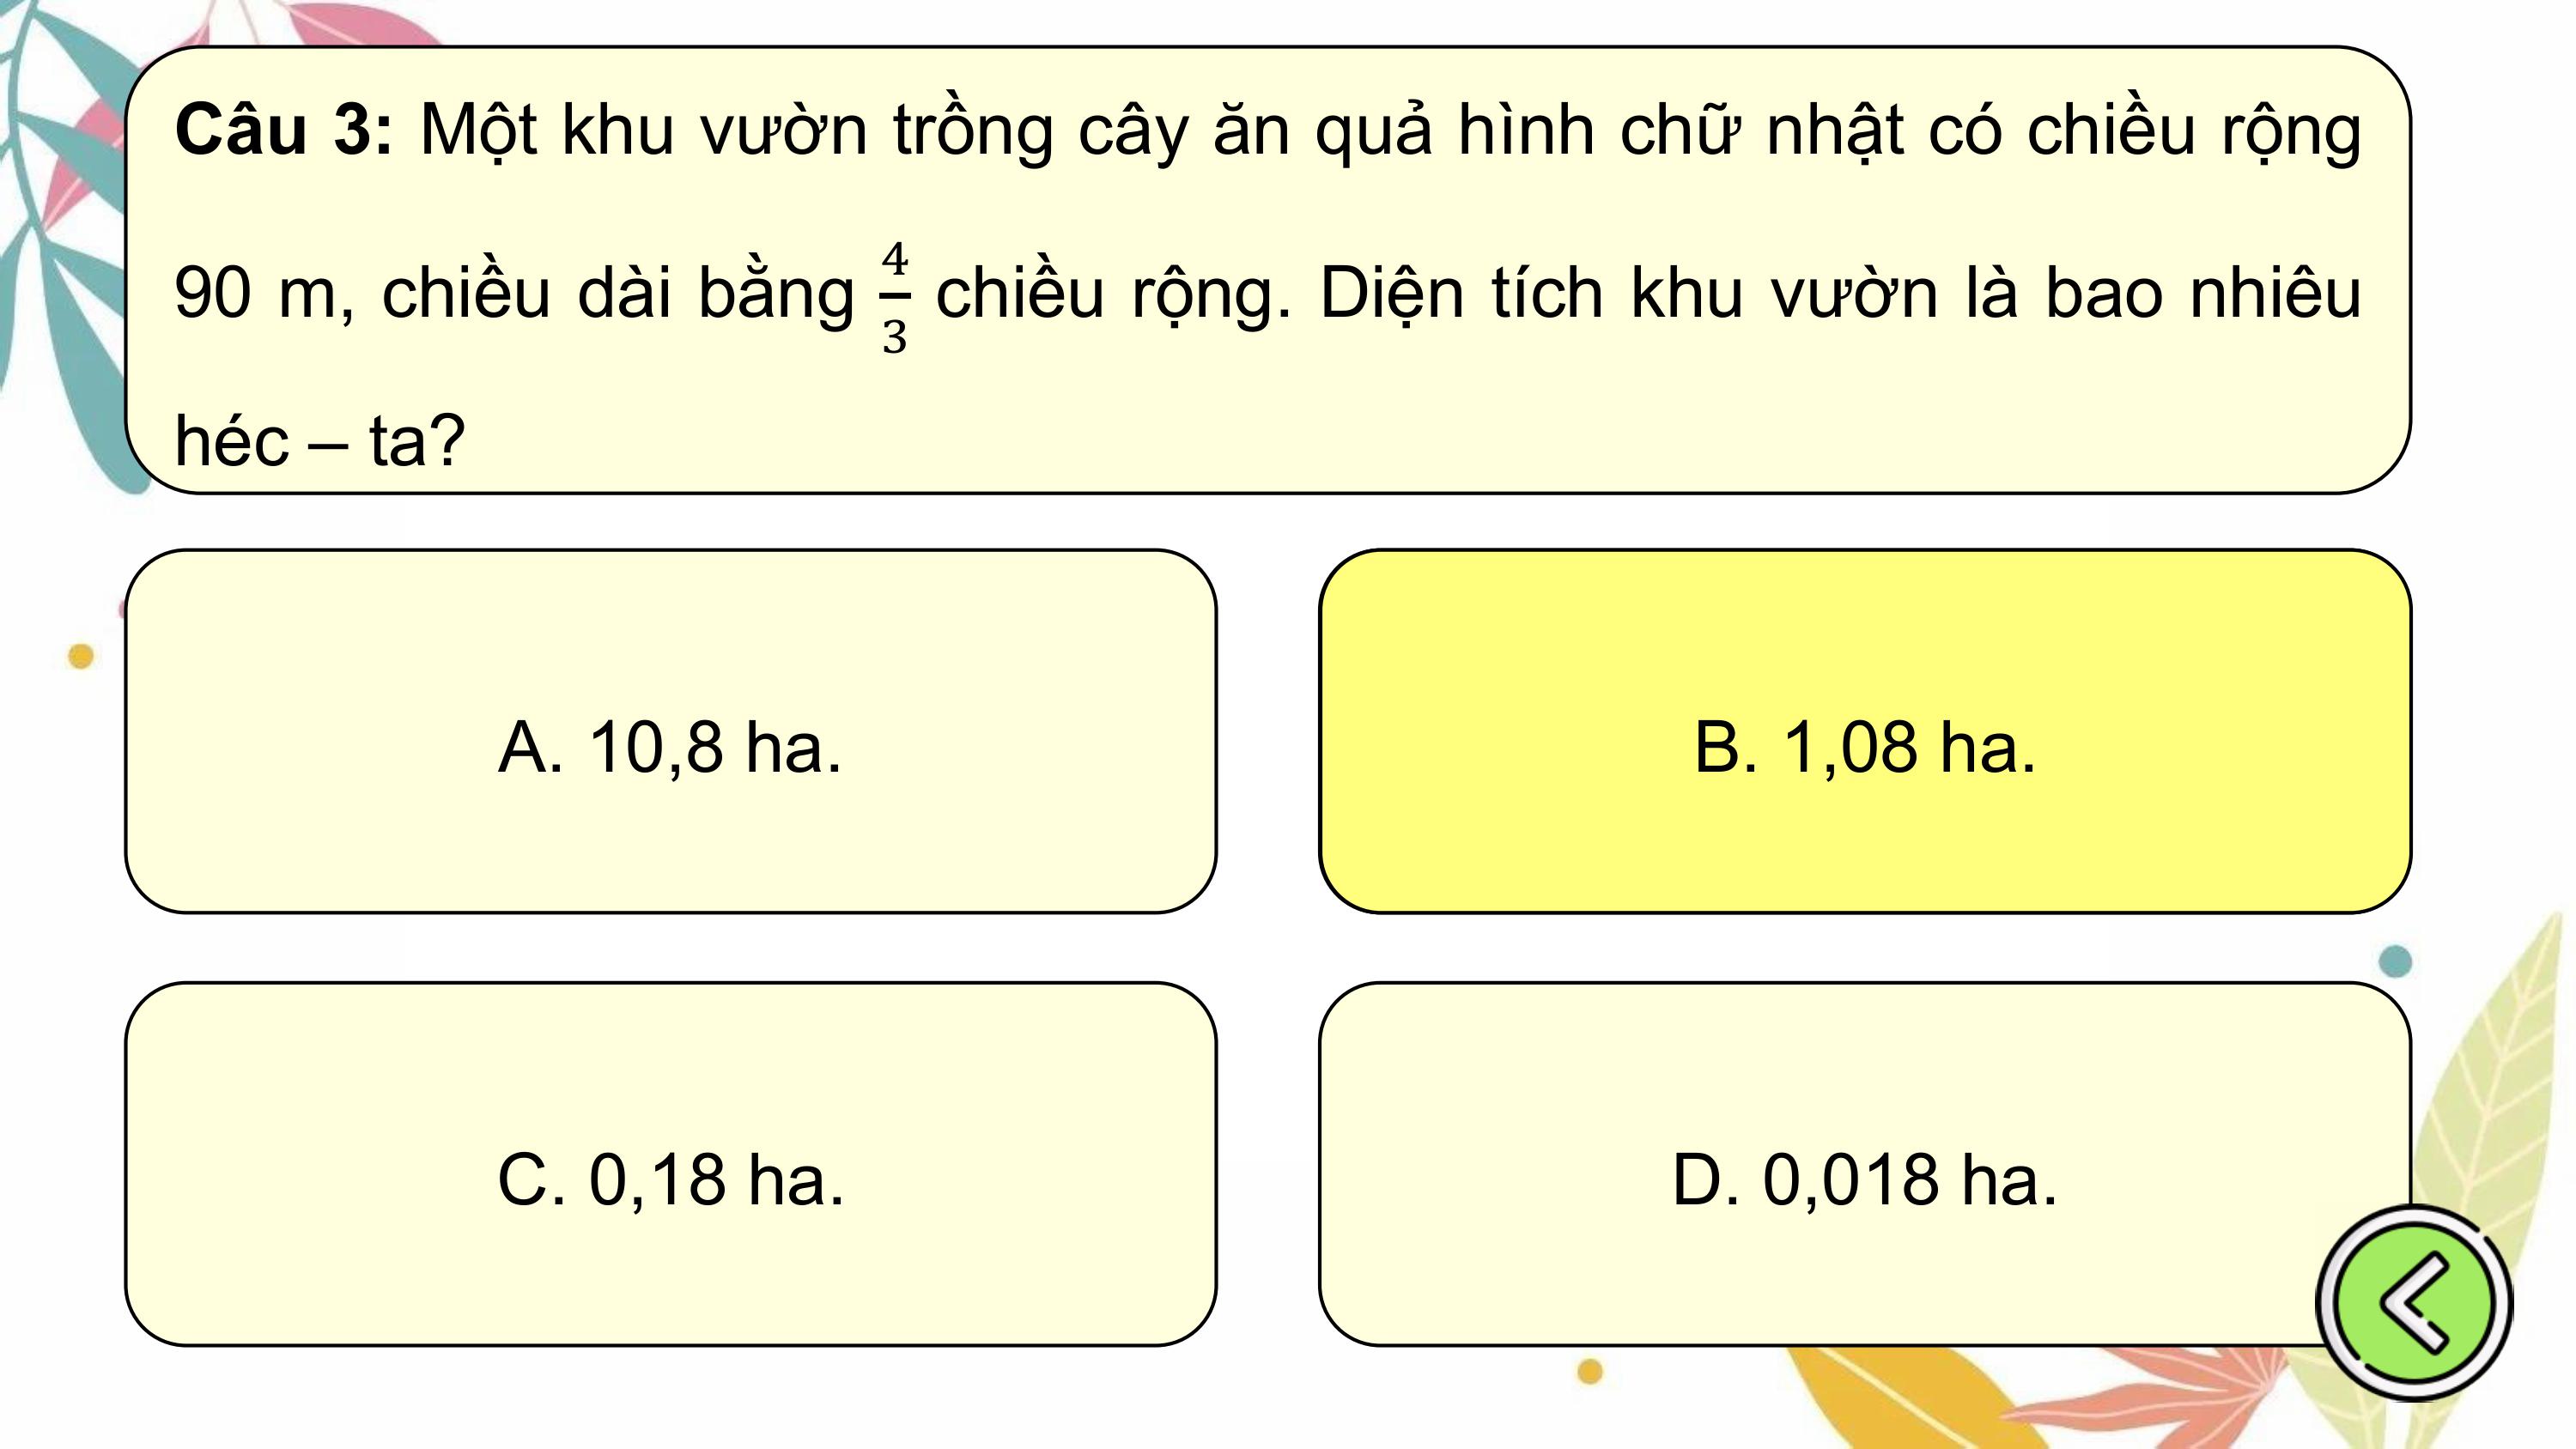 Câu 3: Một khu vườn trồng cây ăn quả hình chữ nhật có chiều rộng
90 m, chiều dài bằng 4/3 chiều rộng. Diện tích khu vườn là bao nhiêu
héc – ta?
A. 10,8 ha.
B. 1,08 ha.
C. 0,18 ha.
D. 0,018 ha.